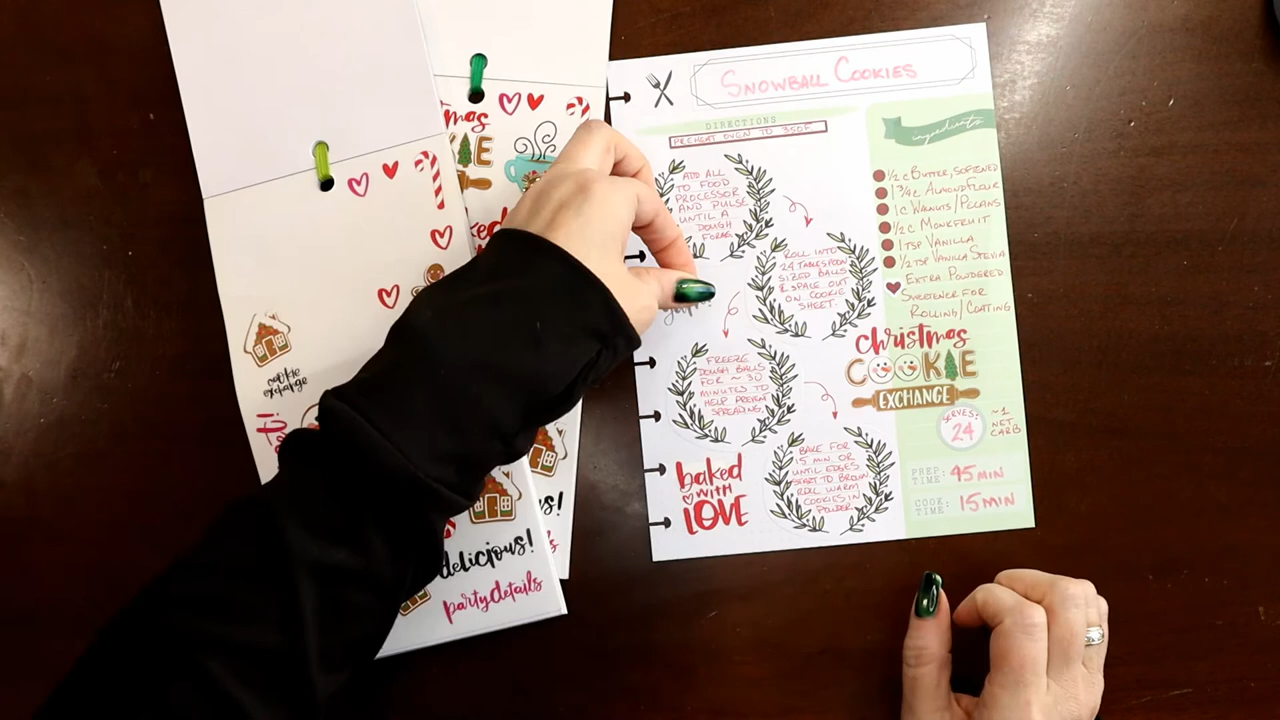 SNOWBALL COOKIES
DIRECTIONS
PREHEAT OVEN TO 350F
ADD ALL
TO FOOD
PROCESSOR
AND PULSE
UNTIL A
DOUGH
FORMS.
ROLL INTO
24 TABLESPOON
SIZED BALLS
& SPACE OUT
ON COOKIE
SHEET.
FREEZE
DOUGH BALLS
FOR ~30
MINUTES TO
HELP PREVENT
SPREADING.
BAKE FOR
15 MIN OR
UNTIL EDGES
START TO BROWN
ROLL WARM
COOKIES IN
POWDER.
baked
WITH
LOVE
ingredients
1/2 C BUTTER, SOFTENED
1 3/4 C ALMOND FLOUR
1 C WALNUTS/PECANS
1/2 C MONKFRUIT
1 TSP VANILLA
1/2 TSP VANILLA STEVIA
EXTRA POWDERED
SWEETENER FOR
ROLLING/COATING
christmas
COOKIE
EXCHANGE
SERVES:
24
~1
NET
CARB
PREP
TIME:
45 MIN
COOK
TIME:
15 MIN
cookie
exchange
delicious!
party details